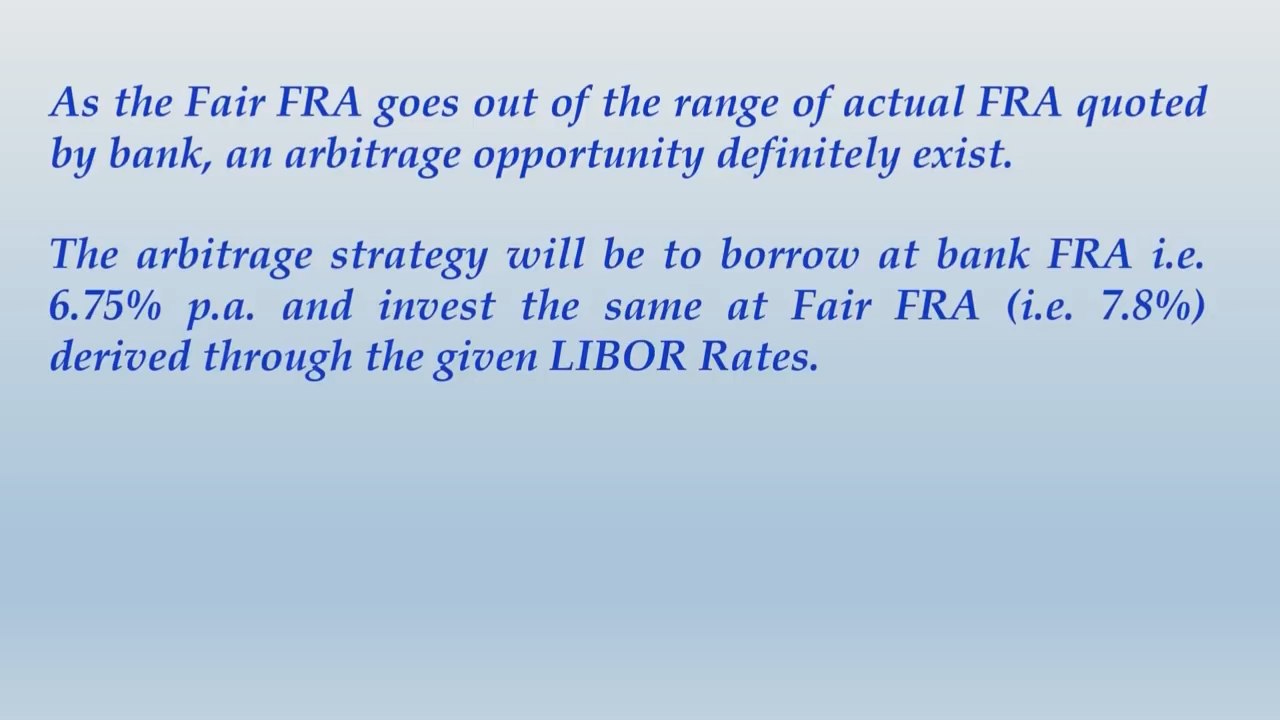 As the Fair FRA goes out of the range of actual FRA quoted
by bank, an arbitrage opportunity definitely exist.
The arbitrage strategy will be to borrow at bank FRA i.e.
6.75% p.a. and invest the same at Fair FRA (i.e. 7.8%)
derived through the given LIBOR Rates.